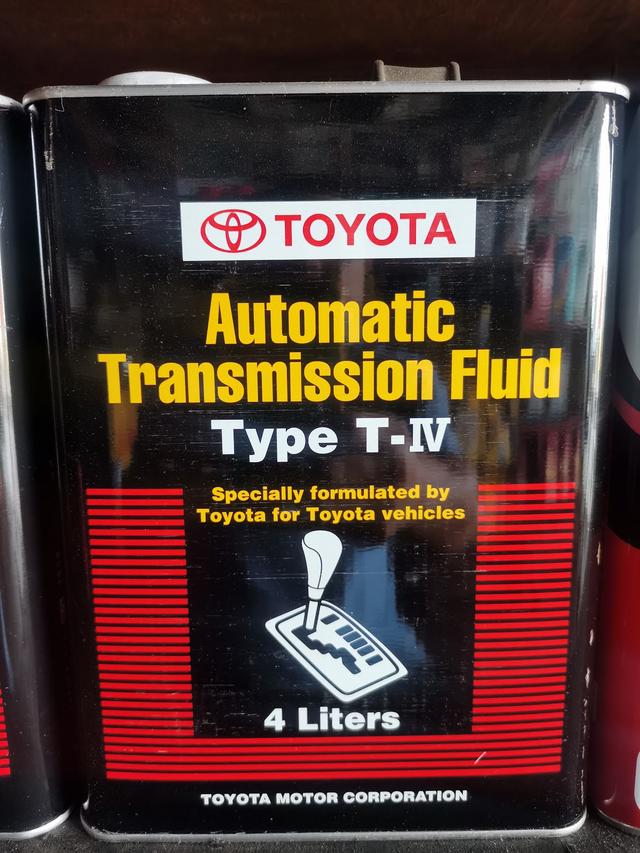 TOYOTA
Automatic
Transmission Fluid
Type T-IV
Specially formulated by
Toyota for Toyota vehicles
4 Liters
TOYOTA MOTOR CORPORATION